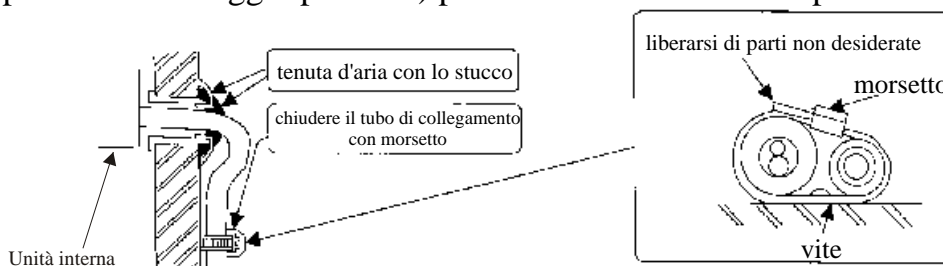 tenuta d'aria con lo stucco
chiudere il tubo di collegamento
con morsetto
Unità interna
liberarsi di parti non desiderate
morsetto
vite